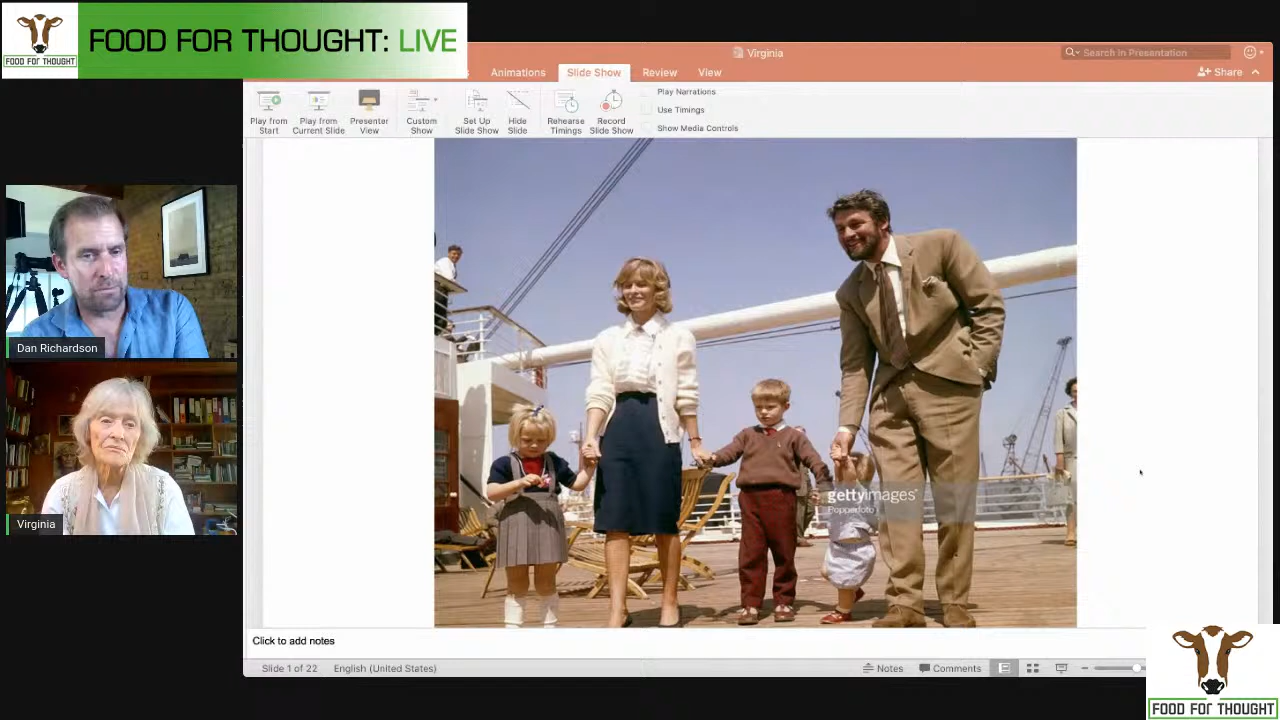 FOOD FOR THOUGHT: LIVE
FOOD FOR THOUGHT
Virginia
Search in Presentation
Animations
Slide Show
Review
View
Share
Play from Start
Play from Current Slide
Presenter View
Custom Show
Set Up Slide Show
Hide Slide
Rehearse Timings
Record Slide Show
Play Narrations
Use Timings
Show Media Controls
Dan Richardson
Virginia
gettyimages®
Popperfoto
Click to add notes
Slide 1 of 22
English (United States)
Notes
Comments
FOOD FOR THOUGHT